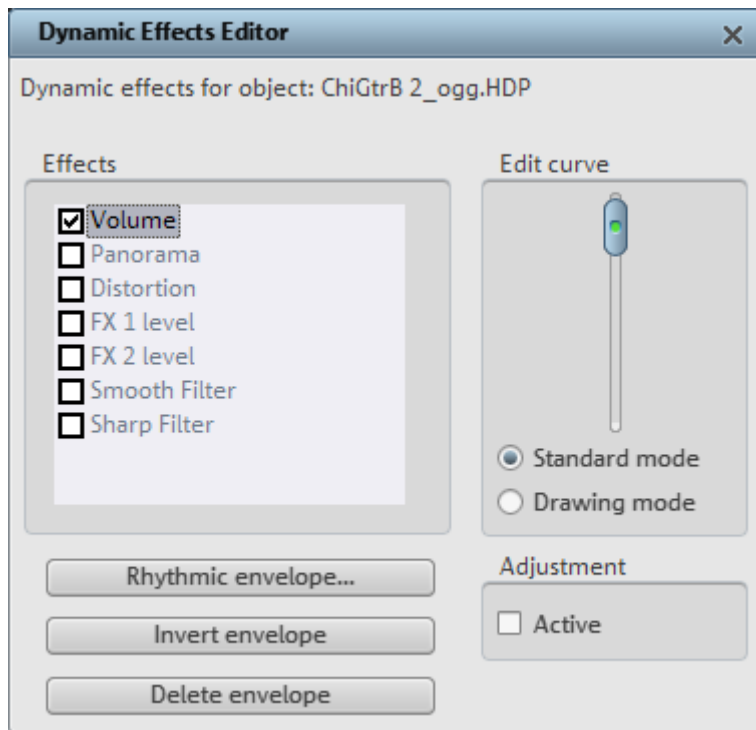 Dynamic Effects Editor
Dynamic effects for object: ChiGtrB 2_ogg.HDP
Effects
Volume
Panorama
Distortion
FX 1 level
FX 2 level
Smooth Filter
Sharp Filter
Rhythmic envelope...
Invert envelope
Delete envelope
Edit curve
Standard mode
Drawing mode
Adjustment
Active